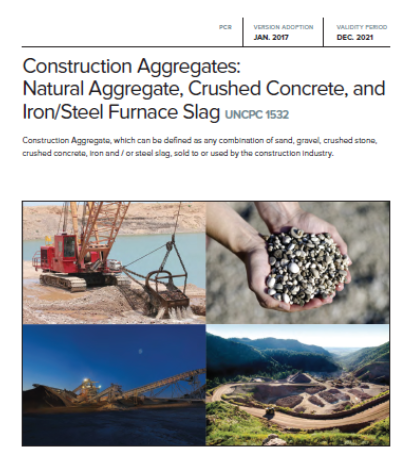 PCR
VERSION ADOPTION
JAN. 2017
VALIDITY PERIOD
DEC. 2021
Construction Aggregates:
Natural Aggregate, Crushed Concrete, and
Iron/Steel Furnace Slag UNCPC 1532
Construction Aggregate, which can be defined as any combination of sand, gravel, crushed stone,
crushed concrete, iron and / or steel slag, sold to or used by the construction industry.